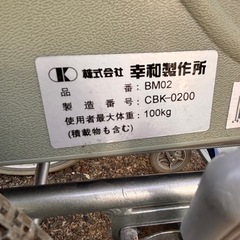 株式会社 幸和製作所
品番：BM02
製造番号：CBK-0200
使用者最大体重：100kg
(積載物も含む)